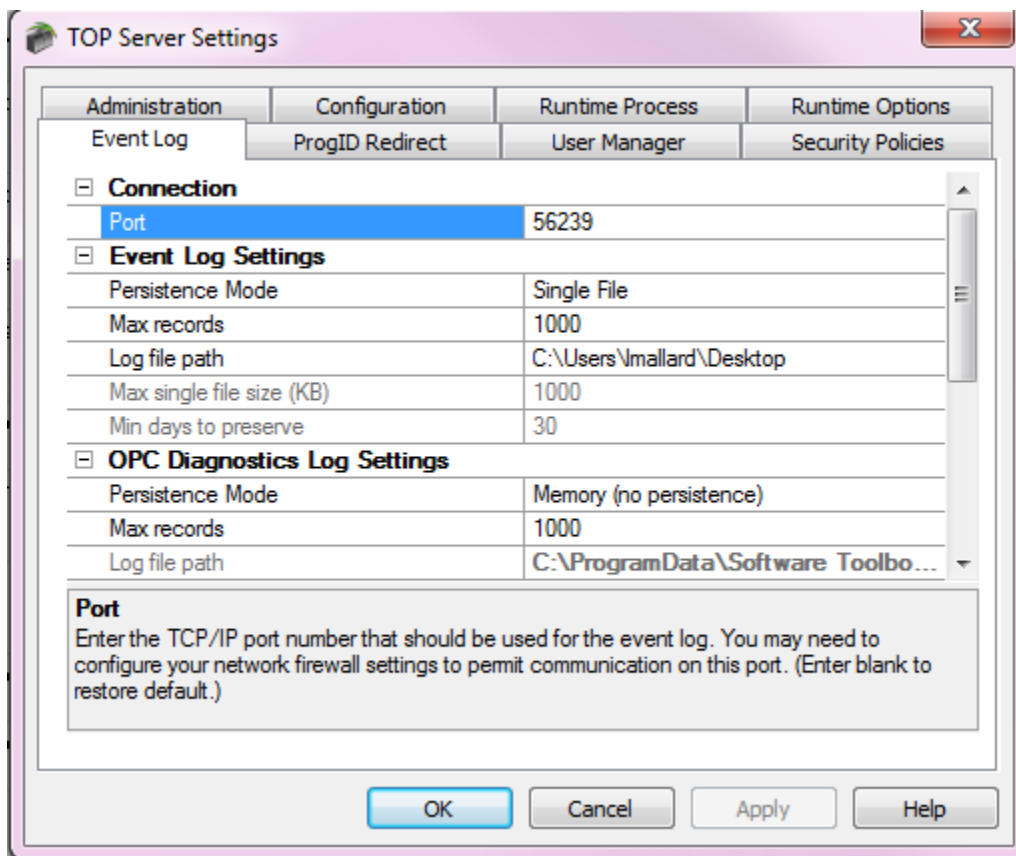 TOP Server Settings
Administration Configuration Runtime Process Runtime Options
Event Log ProgID Redirect User Manager Security Policies
Connection
Port 56239
Event Log Settings
Persistence Mode Single File
Max records 1000
Log file path C:\Users\lmallard\Desktop
Max single file size (KB) 1000
Min days to preserve 30
OPC Diagnostics Log Settings
Persistence Mode Memory (no persistence)
Max records 1000
Log file path C:\ProgramData\Software Toolbo...
Port
Enter the TCP/IP port number that should be used for the event log. You may need to
configure your network firewall settings to permit communication on this port. (Enter blank to
restore default.)
OK Cancel Apply Help